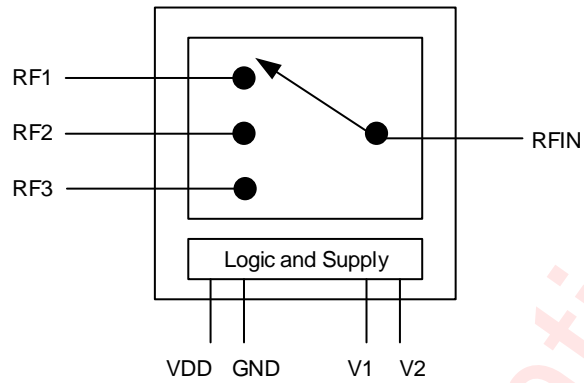 RF1
RF2
RFIN
RF3
Logic and Supply
VDD GND V1 V2